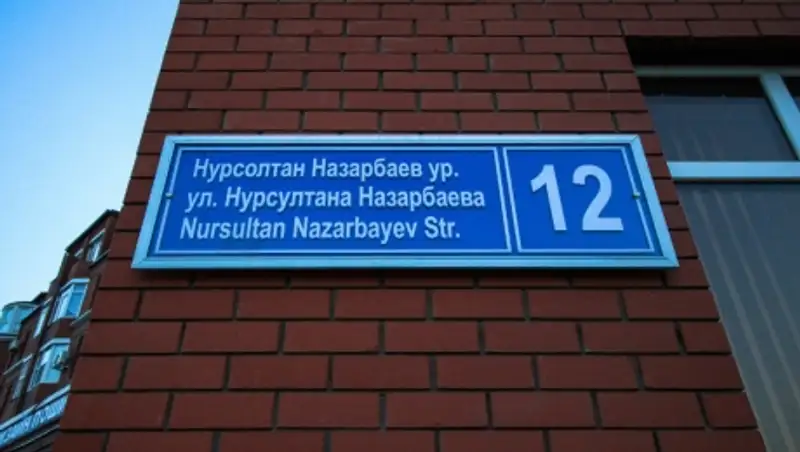 Нурсолтан Назарбаев ур.
ул. Нурсултана Назарбаева
Nursultan Nazarbayev Str.
12